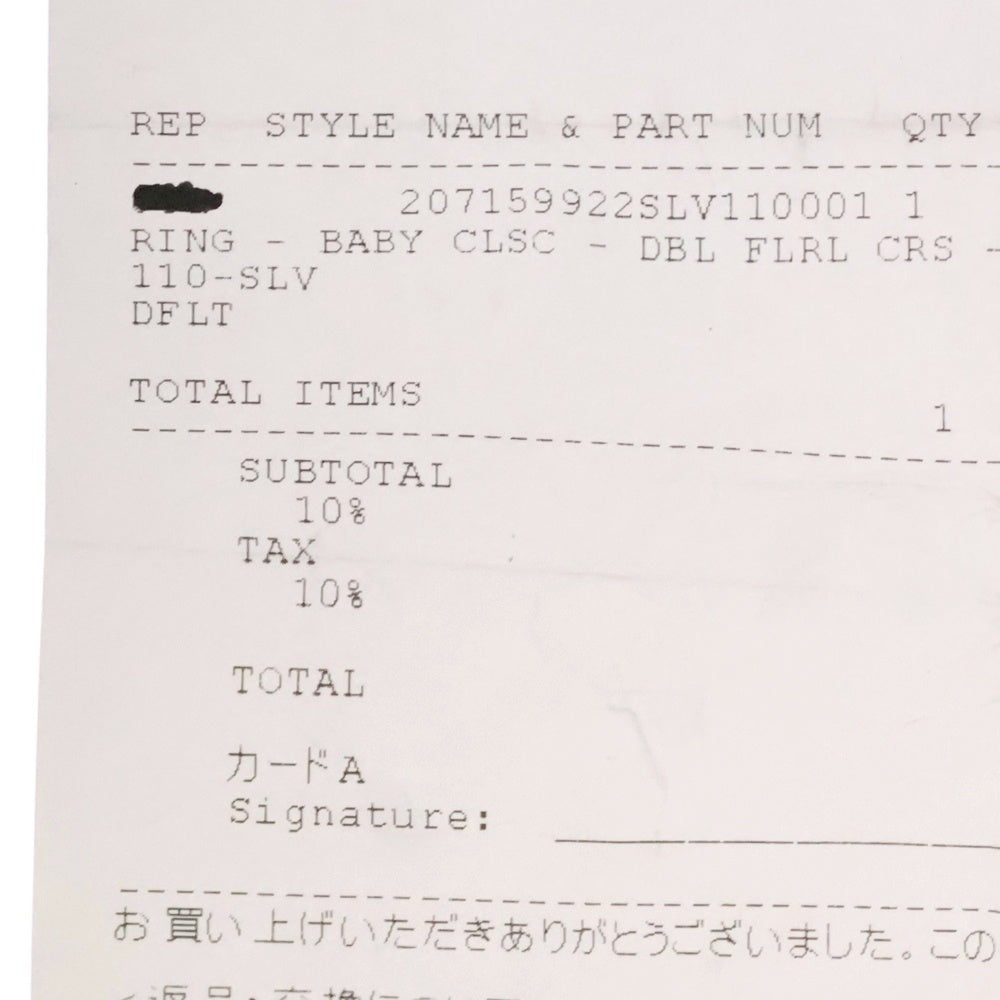 REP STYLE NAME & PART NUM QTY
207159922SLV110001 1
RING - BABY CLSC - DBL FLRL CRS -
110-SLV
DFLT
TOTAL ITEMS 1
SUBTOTAL
10%
TAX
10%
TOTAL
カードA
Signature:
お買い上げいただきありがとうございました。この